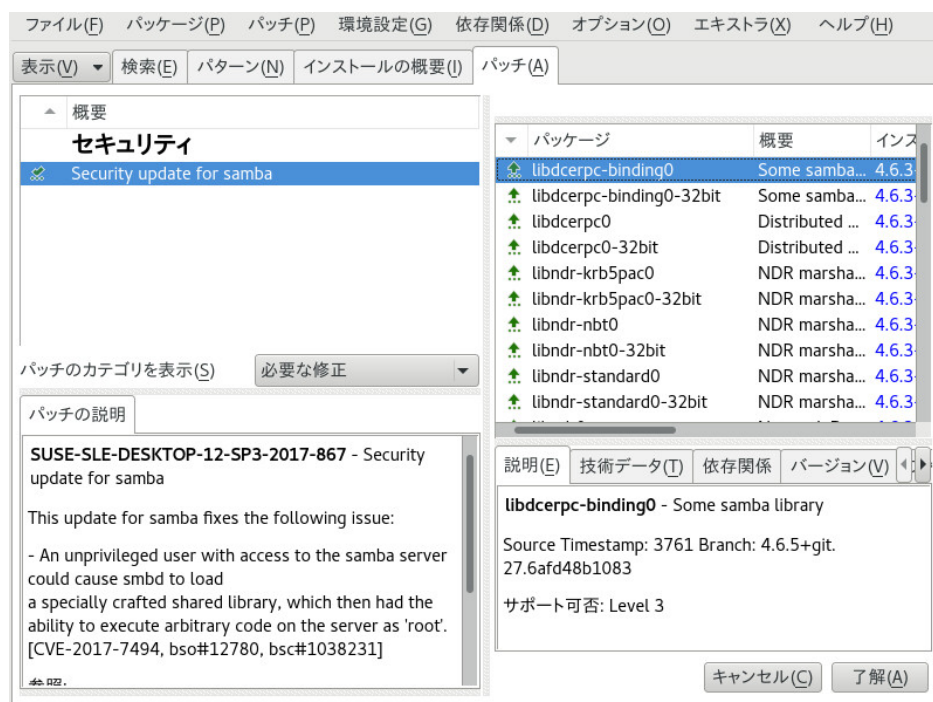 ファイル(F) パッケージ(P) パッチ(P) 環境設定(G) 依存関係(D) オプション(O) エキストラ(X) ヘルプ(H)
表示(V) 検索(E) パターン(N) インストールの概要(I) パッチ(A)
概要
セキュリティ
Security update for samba
パッチのカテゴリを表示(S) 必要な修正
パッチの説明
SUSE-SLE-DESKTOP-12-SP3-2017-867 - Security
update for samba
This update for samba fixes the following issue:
- An unprivileged user with access to the samba server
could cause smbd to load
a specially crafted shared library, which then had the
ability to execute arbitrary code on the server as 'root'.
[CVE-2017-7494, bso#12780, bsc#1038231]
パッケージ 概要 インス
libdcerpc-binding0 Some samba... 4.6.3
libdcerpc-binding0-32bit Some samba... 4.6.3
libdcerpc0 Distributed ... 4.6.3
libdcerpc0-32bit Distributed ... 4.6.3
libndr-krb5pac0 NDR marsha... 4.6.3
libndr-krb5pac0-32bit NDR marsha... 4.6.3
libndr-nbt0 NDR marsha... 4.6.3
libndr-nbt0-32bit NDR marsha... 4.6.3
libndr-standard0 NDR marsha... 4.6.3
libndr-standard0-32bit NDR marsha... 4.6.3
説明(E) 技術データ(T) 依存関係 バージョン(V)
libdcerpc-binding0 - Some samba library
Source Timestamp: 3761 Branch: 4.6.5+git.
27.6afd48b1083
サポート可否: Level 3
キャンセル(C) 了解(A)